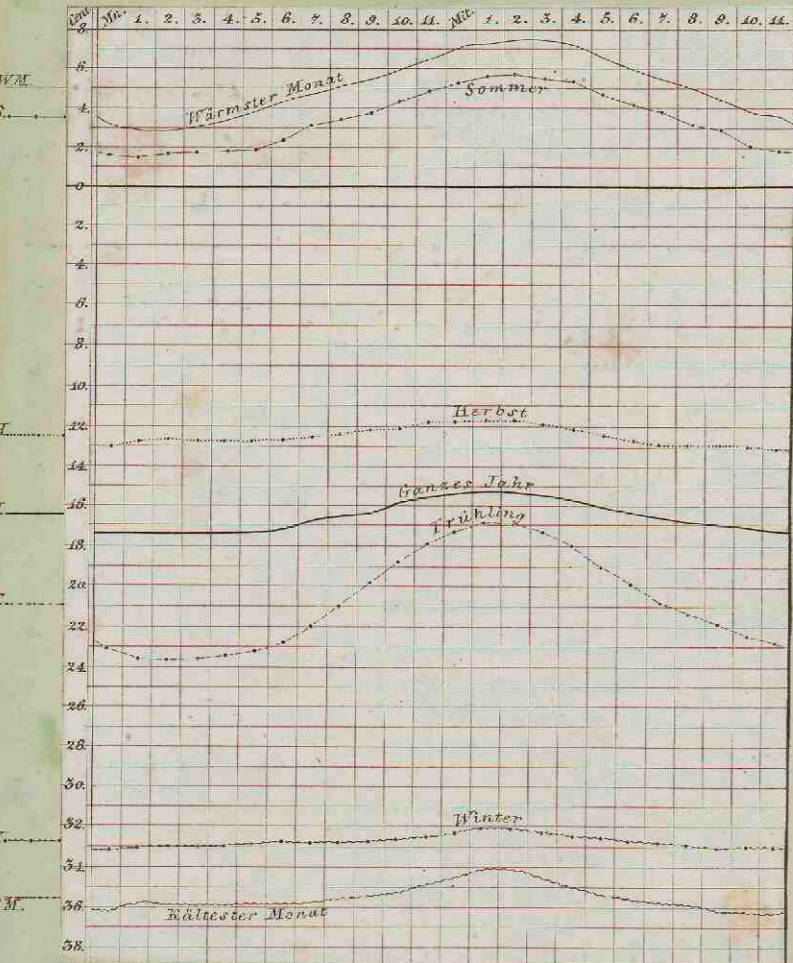 Cent. Mn. 1. 2. 3. 4. 5. 6. 7. 8. 9. 10. 11. Mit. 1. 2. 3. 4. 5. 6. 7. 8. 9. 10. 11.
8.
6.
WM.
Wärmster Monat
Sommer
4.
S.
2.
0
2.
4.
6.
8.
10.
Herbst
12.
14.
Ganzes Jahr
16.
Frühling
18.
20.
22.
24.
26.
28.
30.
Winter
32.
34.
M.
36.
Kältester Monat
38.